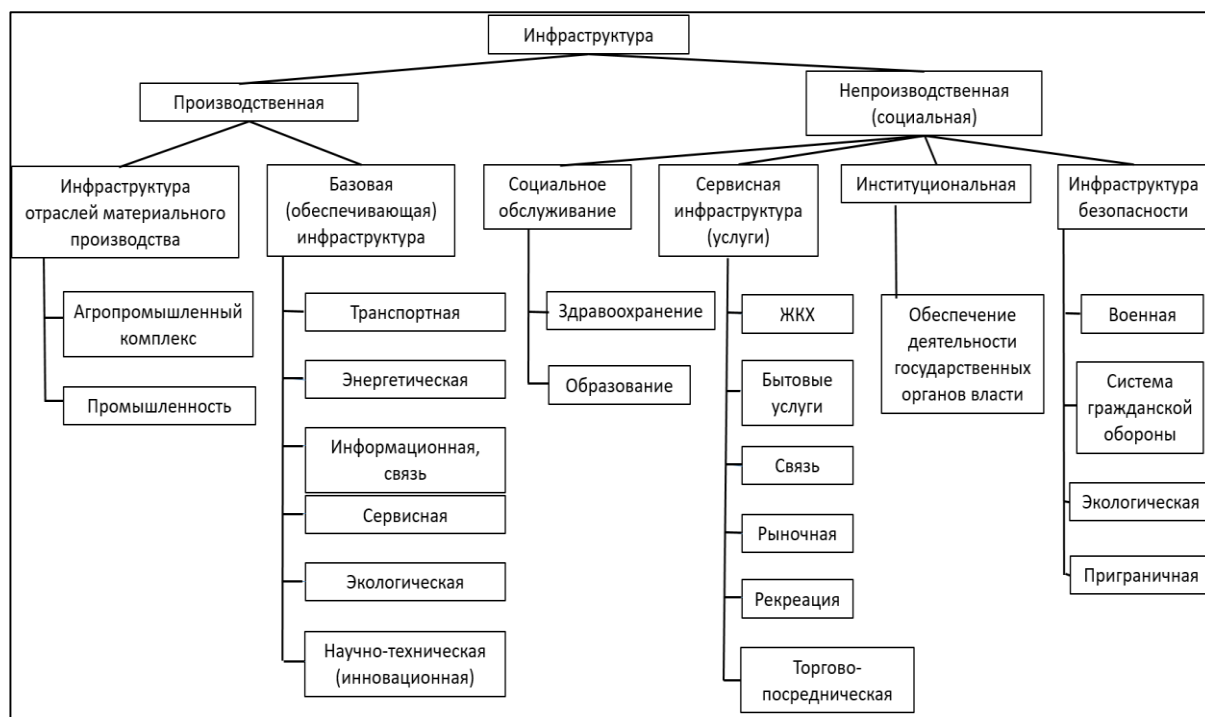 Инфраструктура
Производственная
Непроизводственная
(социальная)
Инфраструктура
отраслей материального
производства
Базовая
(обеспечивающая)
инфраструктура
Социальное
обслуживание
Сервисная
инфраструктура
(услуги)
Институциональная
Инфраструктура
безопасности
Агропромышленный
комплекс
Промышленность
Транспортная
Энергетическая
Информационная,
связь
Сервисная
Экологическая
Научно-техническая
(инновационная)
Здравоохранение
Образование
ЖКХ
Бытовые
услуги
Связь
Рыночная
Рекреация
Торгово-
посредническая
Обеспечение
деятельности
государственных
органов власти
Военная
Система
гражданской
обороны
Экологическая
Приграничная